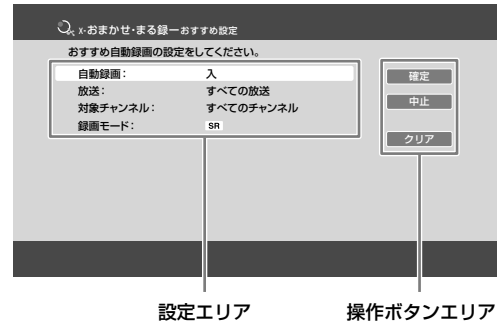 x-おまかせ・まる録ーおすすめ設定
おすすめ自動録画の設定をしてください。
自動録画： 入
放送： すべての放送
対象チャンネル： すべてのチャンネル
録画モード： SR
確定
中止
クリア
設定エリア
操作ボタンエリア